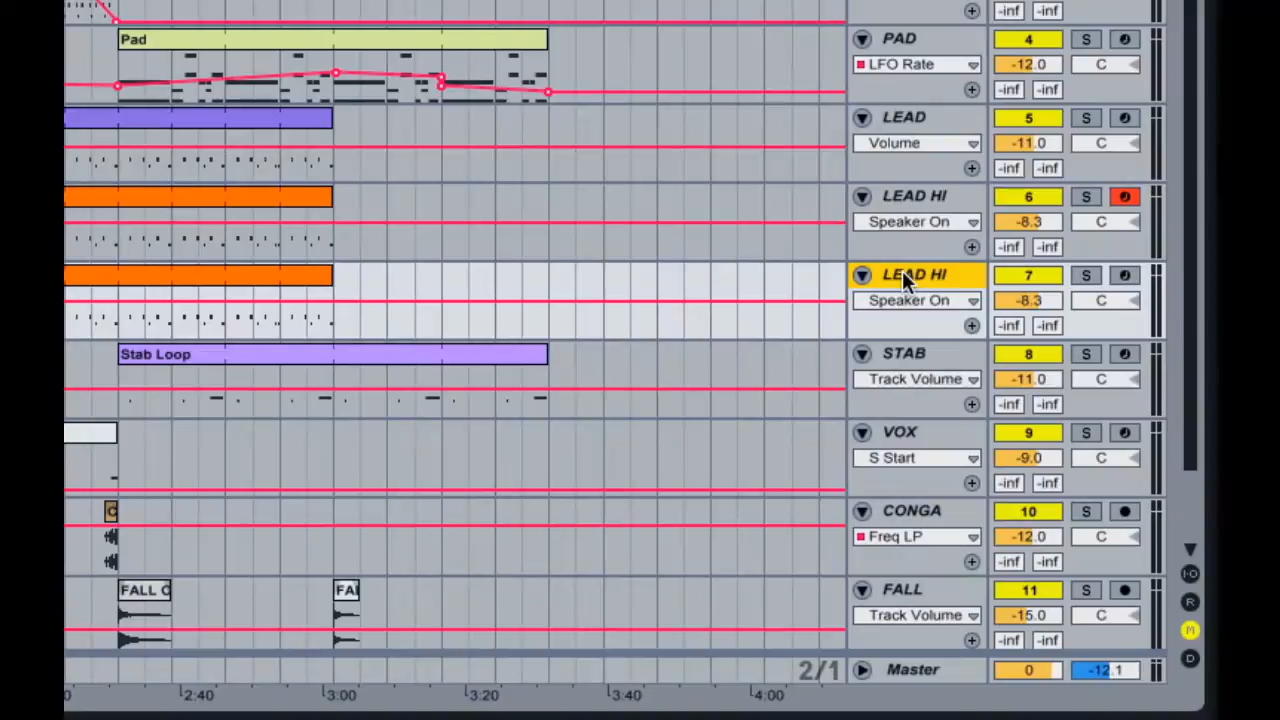 -inf -inf
Pad PAD 4 S
LFO Rate -12.0 C
-inf -inf
LEAD 5 S
Volume -11.0 C
-inf -inf
LEAD HI 6 S
Speaker On -8.3 C
-inf -inf
LEAD HI 7 S
Speaker On -8.3 C
-inf -inf
Stab Loop STAB 8 S
Track Volume -11.0 C
-inf -inf
VOX 9 S
S Start -9.0 C
-inf -inf
C CONGA 10 S
Freq LP -12.0 C
-inf -inf
I-O
FALL C FAL FALL 11 S
R
Track Volume -15.0 C
M
-inf -inf
D
2/1 Master 0 -12.1
0 2:40 3:00 3:20 3:40 4:00